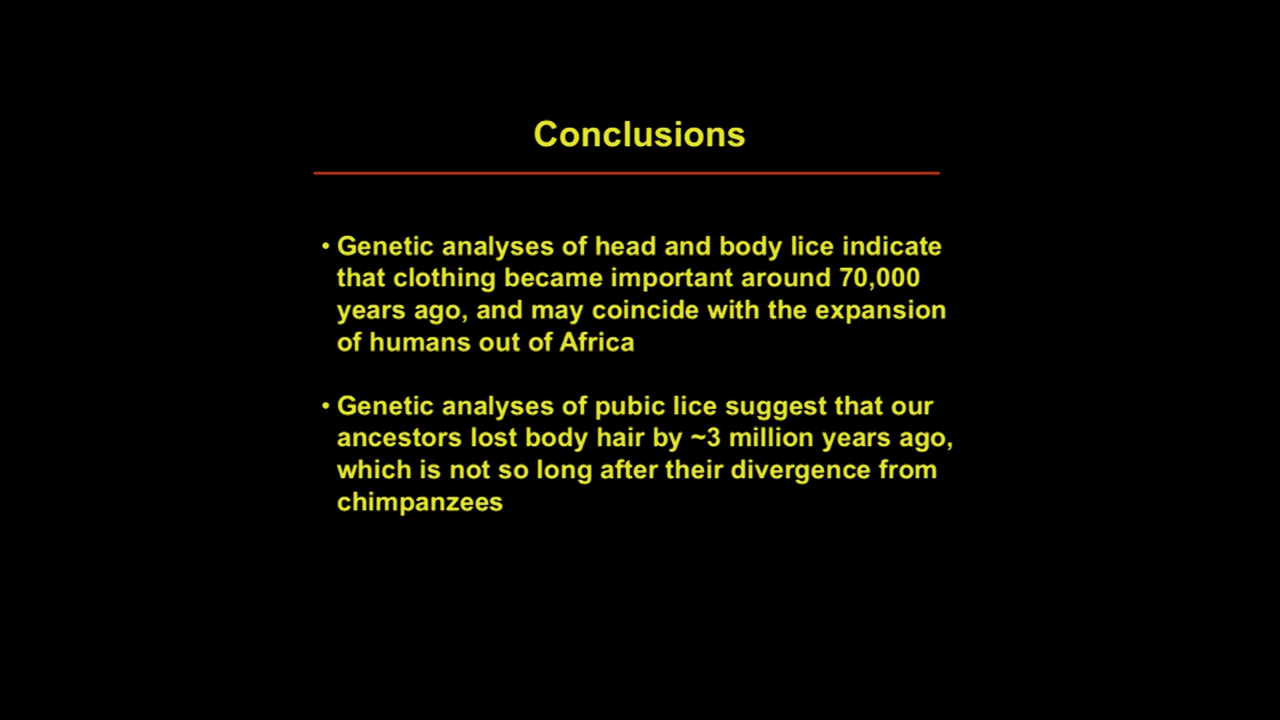 Conclusions
• Genetic analyses of head and body lice indicate
that clothing became important around 70,000
years ago, and may coincide with the expansion
of humans out of Africa
• Genetic analyses of pubic lice suggest that our
ancestors lost body hair by ~3 million years ago,
which is not so long after their divergence from
chimpanzees